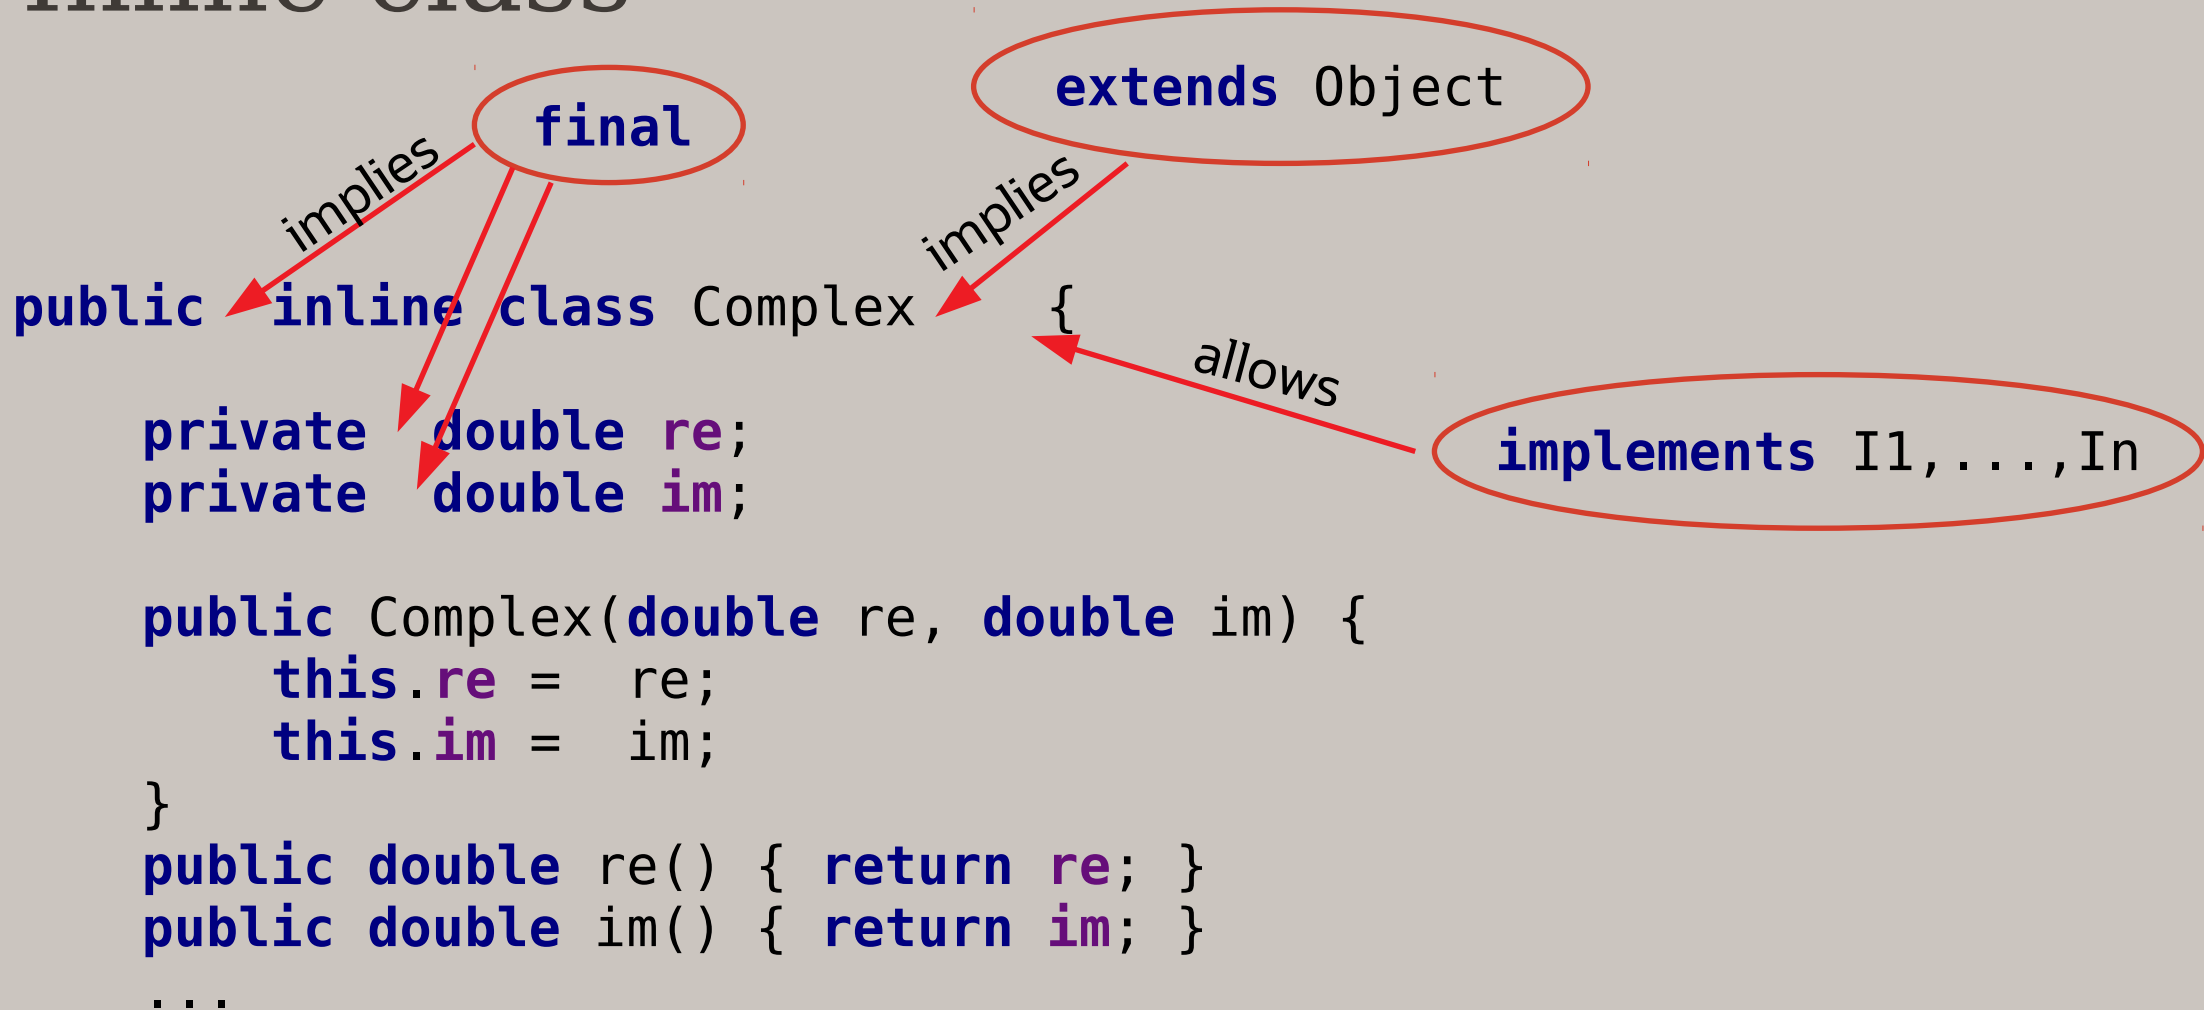 inline class
extends Object
final
implies
implies
public inline class Complex {
allows
private double re;
implements I1,...,In
private double im;
public Complex(double re, double im) {
this.re = re;
this.im = im;
}
public double re() { return re; }
public double im() { return im; }
...